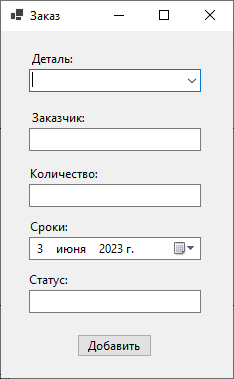 Заказ
Деталь:
Заказчик:
Количество:
Сроки:
3 июня 2023 г.
Статус:
Добавить